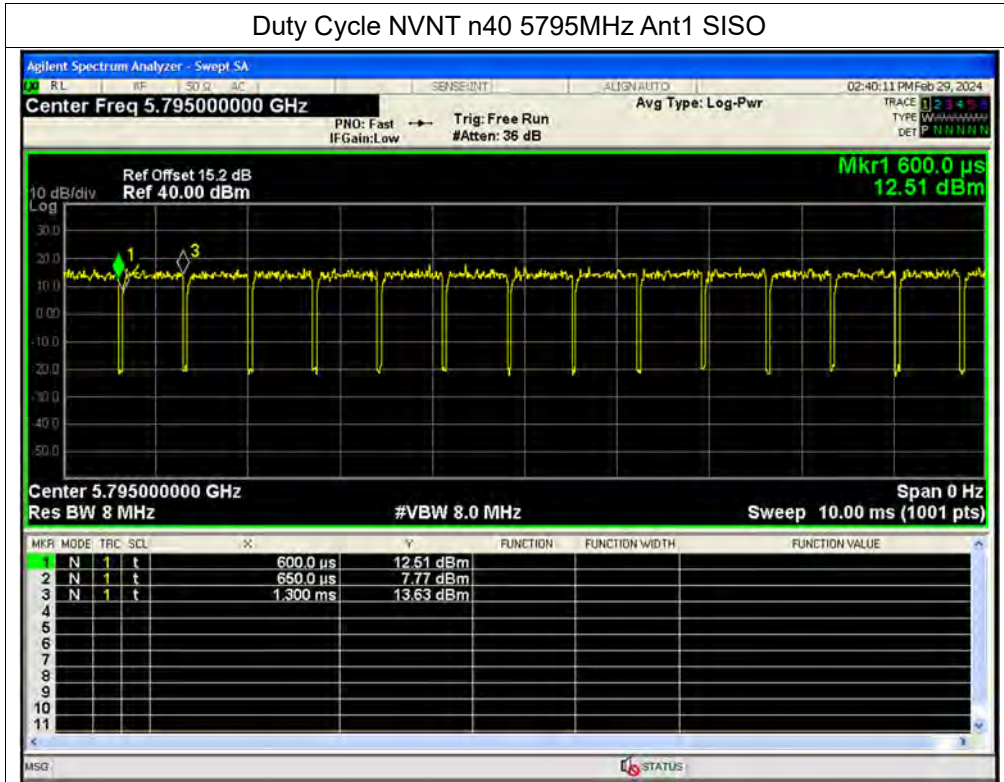 Duty Cycle NVNT n40 5795MHz Ant1 SISO
Agilent Spectrum Analyzer - Swept SA
RL RF 50 Ω AC SENSE:INT ALIGN AUTO 02:40:11 PM Feb 29, 2024
Center Freq 5.795000000 GHz Avg Type: Log-Pwr TRACE 1 2 3 4 5 6
PNO: Fast Trig: Free Run TYPE W
IFGain:Low #Atten: 36 dB DET P N N N N N
Mkr1 600.0 µs
Ref Offset 15.2 dB
10 dB/div Ref 40.00 dBm 12.51 dBm
Log
30.0
20.0
10.0
0.00
-10.0
-20.0
-30.0
-40.0
-50.0
1
3
Center 5.795000000 GHz Span 0 Hz
Res BW 8 MHz #VBW 8.0 MHz Sweep 10.00 ms (1001 pts)
MKR MODE TRC SCL X Y FUNCTION FUNCTION WIDTH FUNCTION VALUE
1 N 1 t 600.0 µs 12.51 dBm
2 N 1 t 650.0 µs 7.77 dBm
3 N 1 t 1.300 ms 13.63 dBm
4
5
6
7
8
9
10
11
MSG STATUS